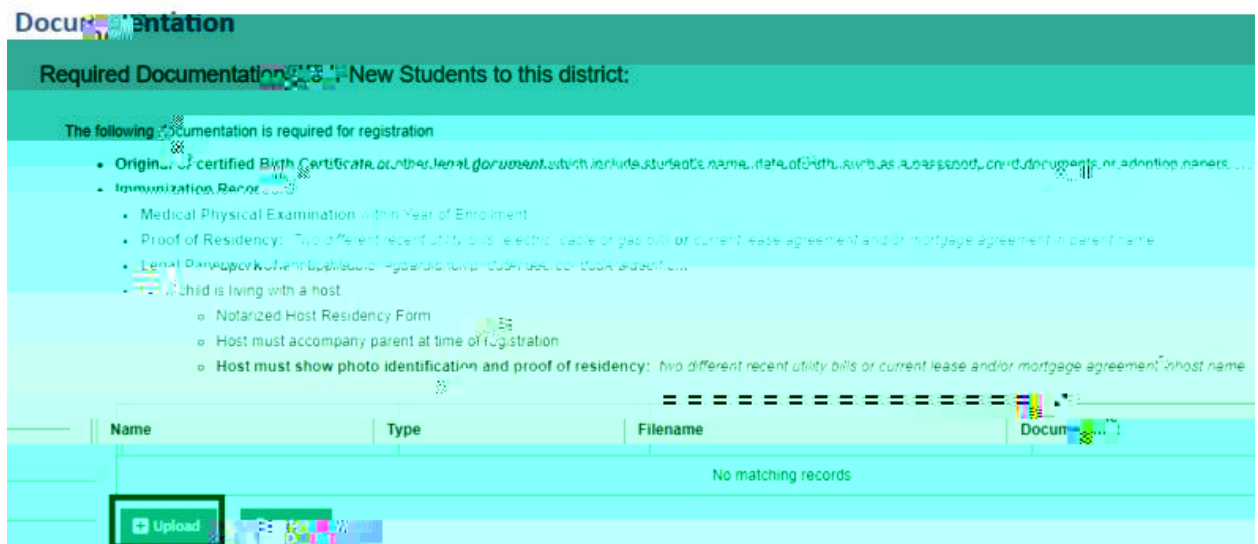 Documentation
Required Documentation New Students to this district:
The following documentation is required for registration
• Original or certified Birth Certificate or other legal document which include student's name, date of birth, such as a passport, court documents or adoption papers
• Immunization Record
• Medical Physical Examination within Year of Enrollment
• Proof of Residency: Two different recent utility bills, electric, cable or gas bill or current lease agreement and/or mortgage agreement in parent name
• Legal Paperwork if applicable
• child is living with a host
o Notarized Host Residency Form
o Host must accompany parent at time of registration
o Host must show photo identification and proof of residency: two different recent utility bills or current lease and/or mortgage agreement inhost name
Name Type Filename
No matching records
Upload